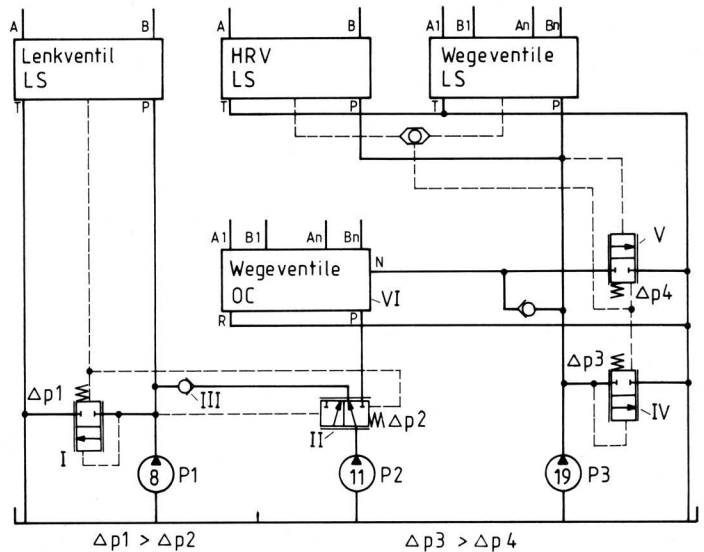 A B A B A1 B1 An Bn
Lenkventil HRV Wegeventile
LS LS LS
T P T P T P
A1 B1 An Bn
V
Wegeventile N
OC
Δp4
VI
R P
Δp3
Δp1
III
IV
Δp2
I II
8 P1 11 P2 19 P3
Δp1 > Δp2 Δp3 > Δp4